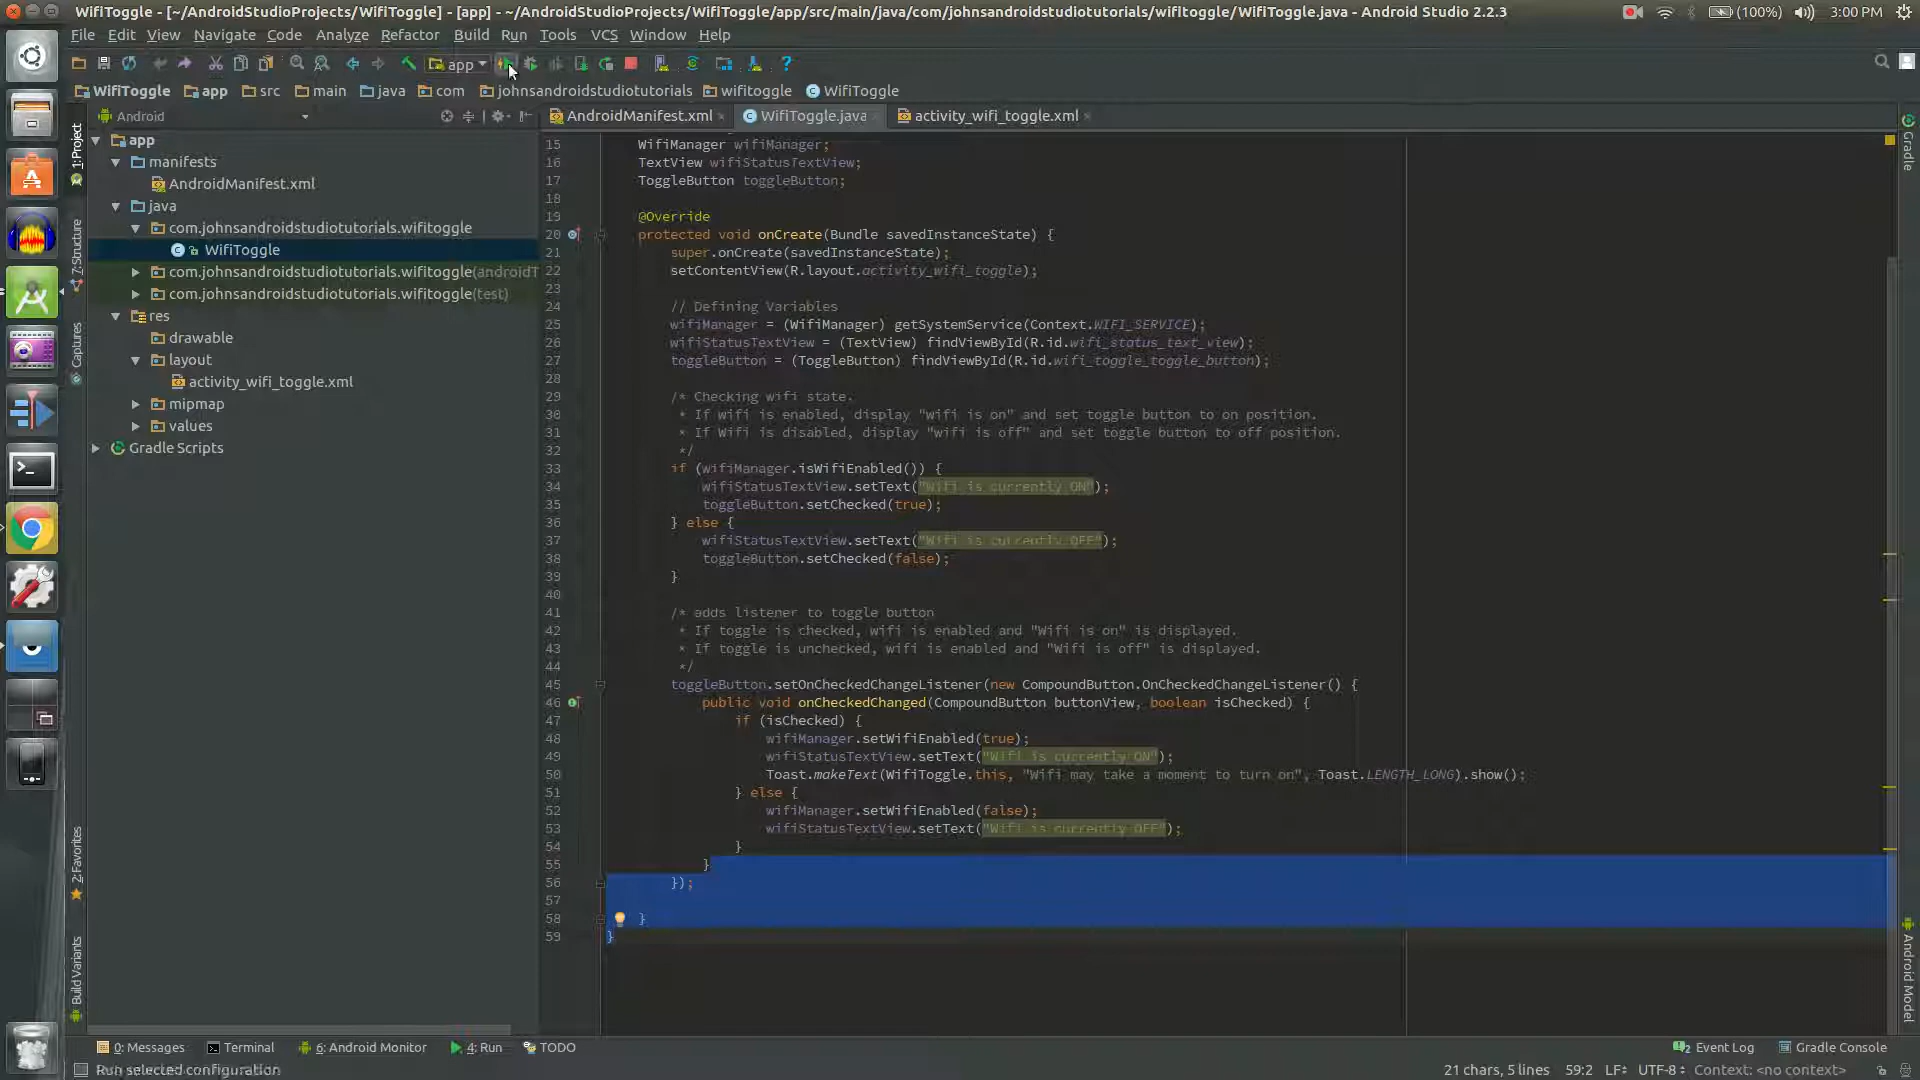 WifiToggle - [~/AndroidStudioProjects/WifiToggle] - [app] - ~/AndroidStudioProjects/WifiToggle/app/src/main/java/com/johnsandroidstudiotutorials/wifitoggle/WifiToggle.java - Android Studio 2.2.3 (100%) 3:00 PM
File Edit View Navigate Code Analyze Refactor Build Run Tools VCS Window Help
app
WifiToggle app src main java com johnsandroidstudiotutorials wifitoggle WifiToggle
Android AndroidManifest.xml WifiToggle.java activity_wifi_toggle.xml
1: Project
7: Structure
Captures
2: Favorites
Build Variants
app
manifests
AndroidManifest.xml
java
com.johnsandroidstudiotutorials.wifitoggle
WifiToggle
com.johnsandroidstudiotutorials.wifitoggle(androidT
com.johnsandroidstudiotutorials.wifitoggle(test)
res
drawable
layout
activity_wifi_toggle.xml
mipmap
values
Gradle Scripts
15 WifiManager wifiManager;
16 TextView wifiStatusTextView;
17 ToggleButton toggleButton;
18
19 @Override
20 protected void onCreate(Bundle savedInstanceState) {
21 super.onCreate(savedInstanceState);
22 setContentView(R.layout.activity_wifi_toggle);
23
24 // Defining Variables
25 wifiManager = (WifiManager) getSystemService(Context.WIFI_SERVICE);
26 wifiStatusTextView = (TextView) findViewById(R.id.wifi_status_text_view);
27 toggleButton = (ToggleButton) findViewById(R.id.wifi_toggle_toggle_button);
28
29 /* Checking wifi state.
30 * If wifi is enabled, display "wifi is on" and set toggle button to on position.
31 * If Wifi is disabled, display "wifi is off" and set toggle button to off position.
32 */
33 if (wifiManager.isWifiEnabled()) {
34 wifiStatusTextView.setText("Wifi is currently ON");
35 toggleButton.setChecked(true);
36 } else {
37 wifiStatusTextView.setText("Wifi is currently OFF");
38 toggleButton.setChecked(false);
39 }
40
41 /* adds listener to toggle button
42 * If toggle is checked, wifi is enabled and "Wifi is on" is displayed.
43 * If toggle is unchecked, wifi is enabled and "Wifi is off" is displayed.
44 */
45 toggleButton.setOnCheckedChangeListener(new CompoundButton.OnCheckedChangeListener() {
46 public void onCheckedChanged(CompoundButton buttonView, boolean isChecked) {
47 if (isChecked) {
48 wifiManager.setWifiEnabled(true);
49 wifiStatusTextView.setText("Wifi is currently ON");
50 Toast.makeText(WifiToggle.this, "Wifi may take a moment to turn on", Toast.LENGTH_LONG).show();
51 } else {
52 wifiManager.setWifiEnabled(false);
53 wifiStatusTextView.setText("Wifi is currently OFF");
54 }
55 }
56 });
57
58 }
59 }
Gradle
Android Model
0: Messages Terminal 6: Android Monitor 4: Run TODO 2 Event Log Gradle Console
Run selected configuration 21 chars, 5 lines 59:2 LF UTF-8 Context: <no context>